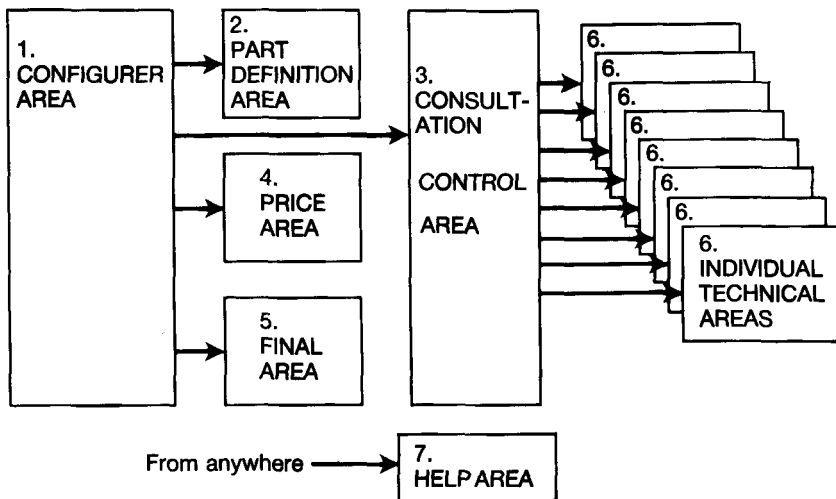 1.
CONFIGURER
AREA
2.
PART
DEFINITION
AREA
3.
CONSULT-
ATION
CONTROL
AREA
4.
PRICE
AREA
5.
FINAL
AREA
6.
6.
6.
6.
6.
6.
6.
6.
INDIVIDUAL
TECHNICAL
AREAS
From anywhere
7.
HELP AREA